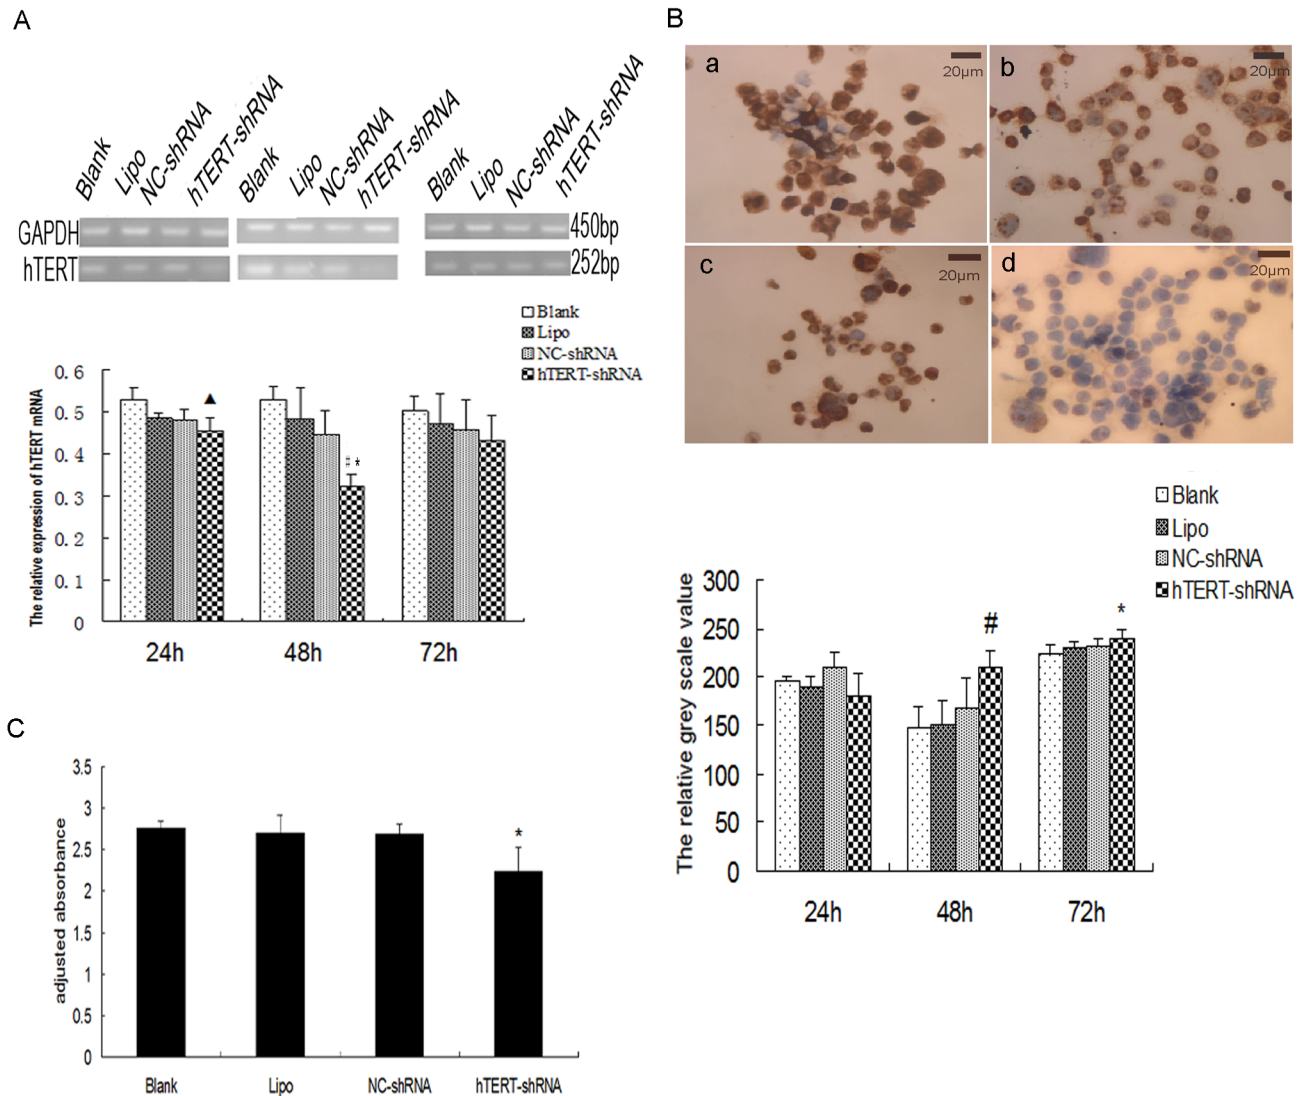 A
Blank Lipo NC-shRNA hTERT-shRNA Blank Lipo NC-shRNA hTERT-shRNA Blank Lipo NC-shRNA hTERT-shRNA
GAPDH 450bp
hTERT 252bp
Blank
Lipo
NC-shRNA
hTERT-shRNA
The relative expression of hTERT mRNA
0.6
0.5
0.4
0.3
0.2
0.1
0
▲
# *
24h 48h 72h
B
a 20µm
b 20µm
c 20µm
d 20µm
Blank
Lipo
NC-shRNA
hTERT-shRNA
The relative grey scale value
300
250
200
150
100
50
0
# *
24h 48h 72h
C
adjusted absorbance
3.5
3
2.5
2
1.5
1
0.5
0
*
Blank Lipo NC-shRNA hTERT-shRNA